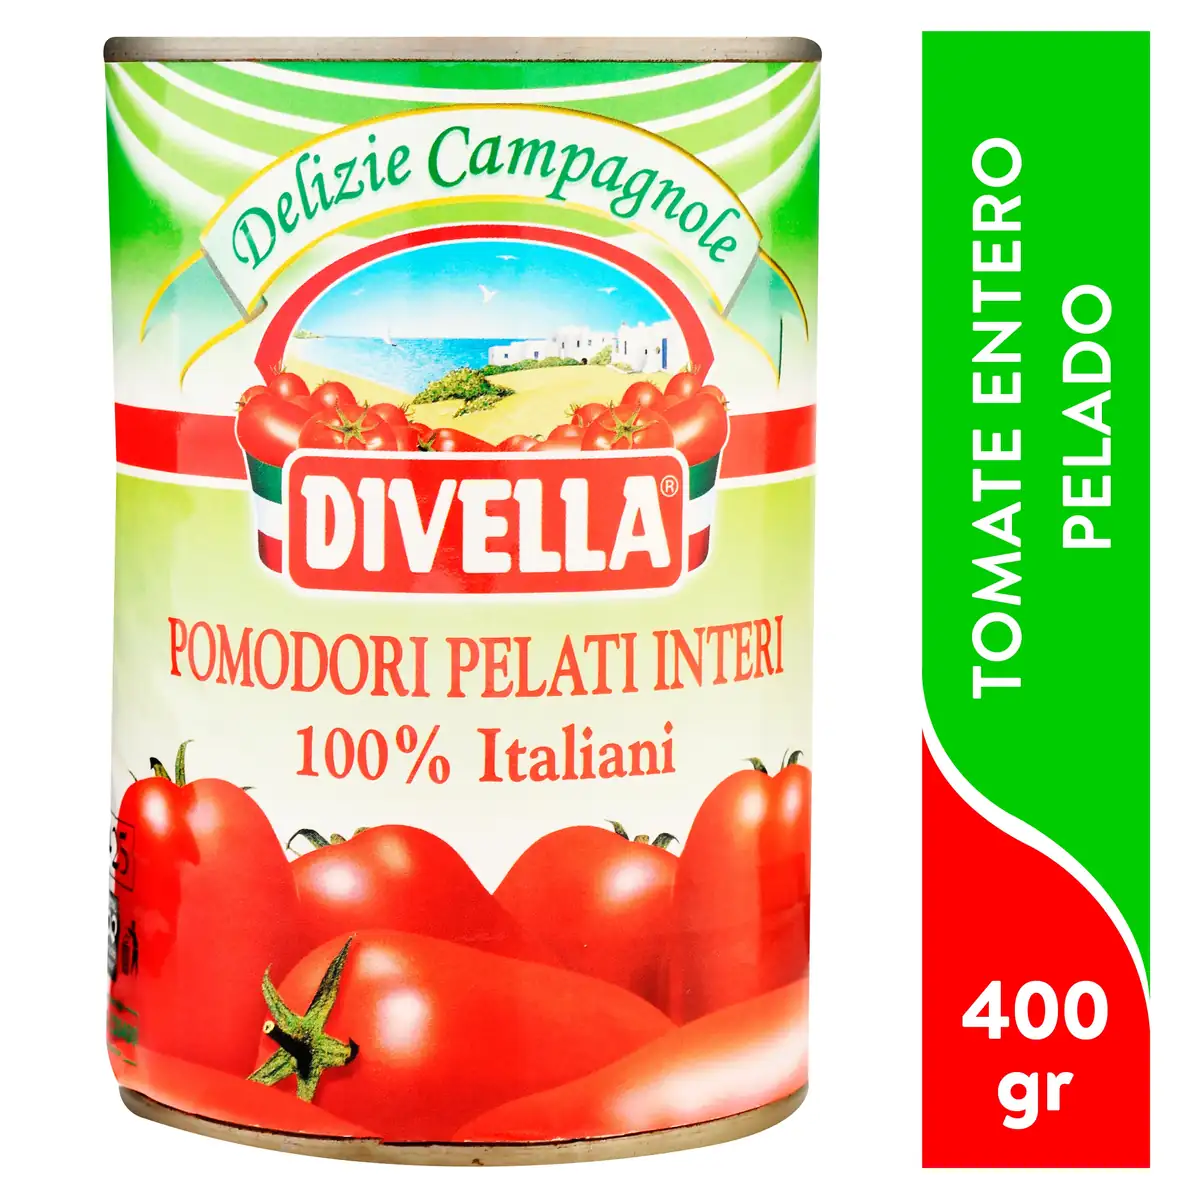 Delizie Campagnole
DIVELLA®
POMODORI PELATI INTERI
100% Italiani
TOMATE ENTERO
PELADO
400
gr